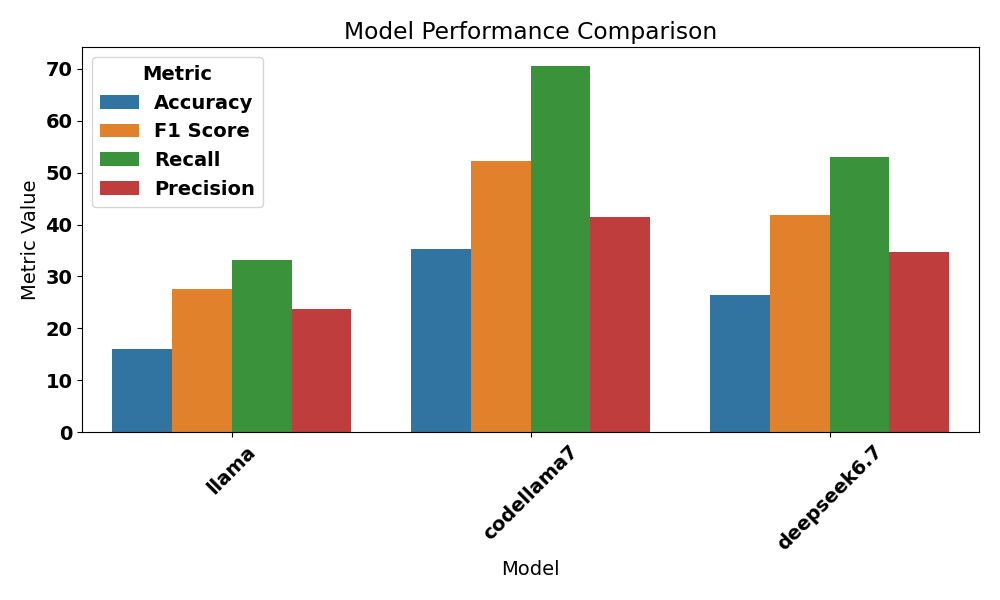 Model Performance Comparison
Metric
Accuracy
F1 Score
Recall
Precision
Metric Value
70
60
50
40
30
20
10
0
llama
codellama7
deepseek6.7
Model